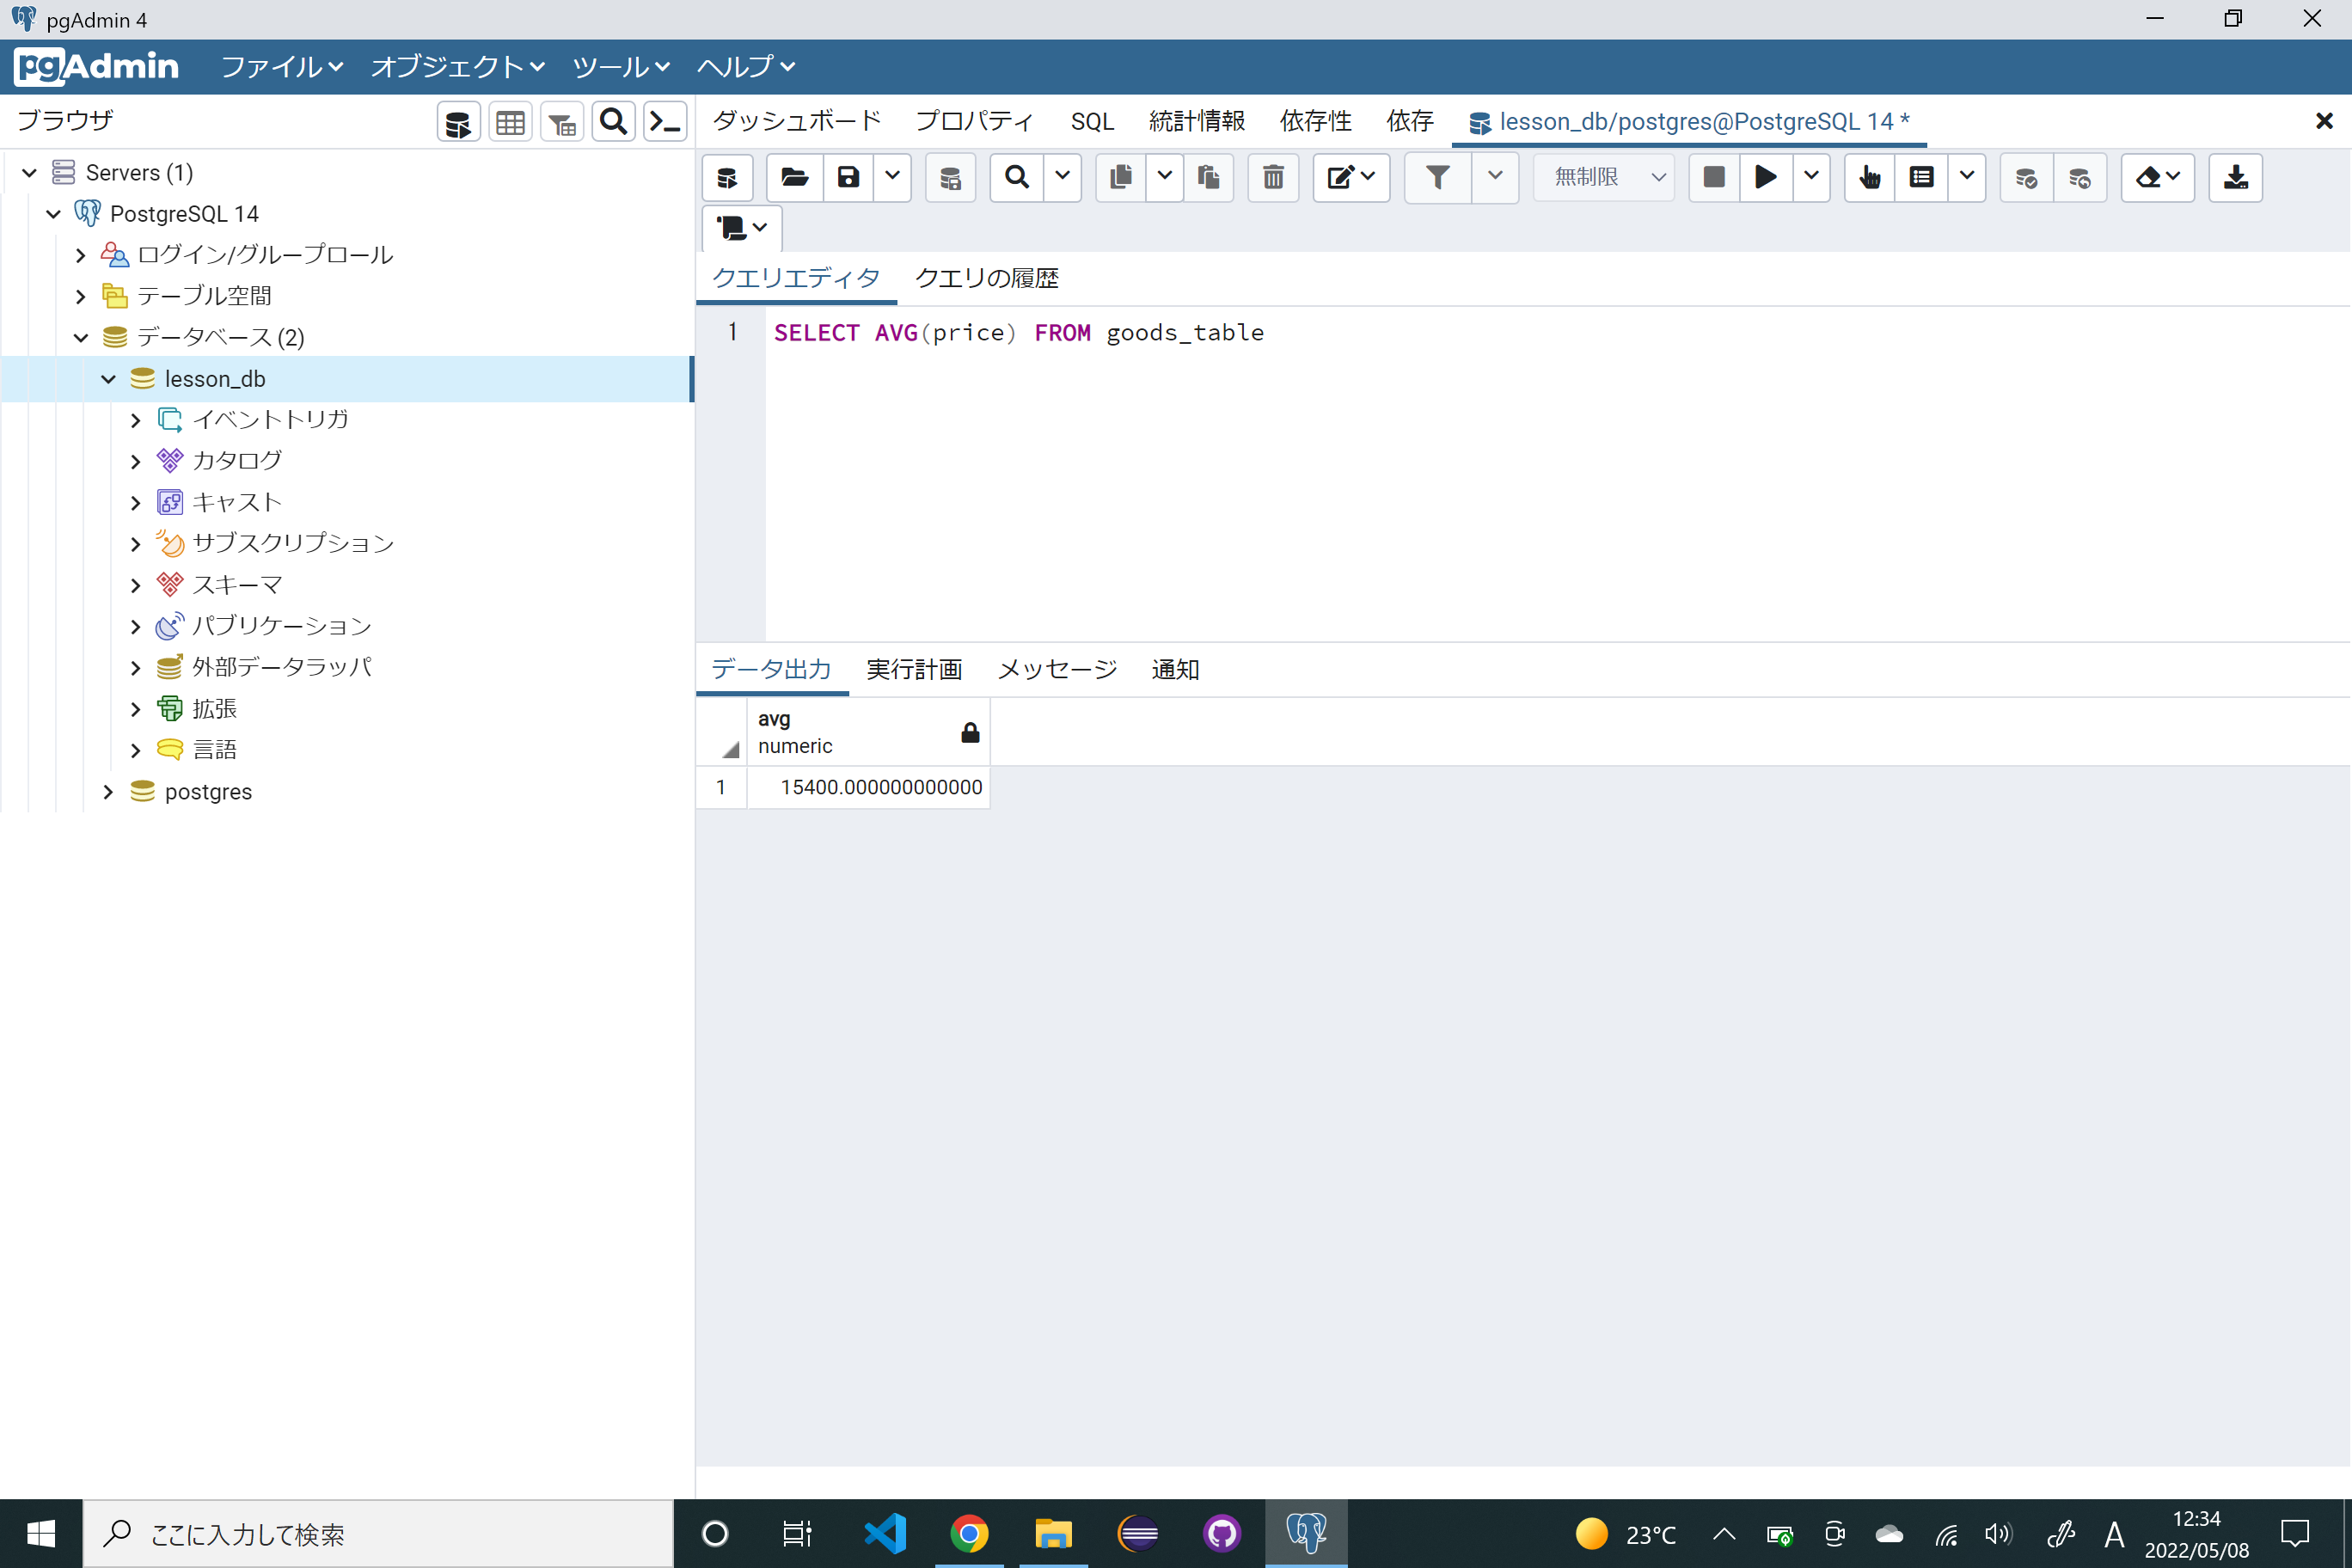 pgAdmin 4
pgAdmin ファイル オブジェクト ツール ヘルプ
ブラウザ
Servers (1)
PostgreSQL 14
ログイン/グループロール
テーブル空間
データベース (2)
lesson_db
イベントトリガ
カタログ
キャスト
サブスクリプション
スキーマ
パブリケーション
外部データラッパ
拡張
言語
postgres
ダッシュボード プロパティ SQL 統計情報 依存性 依存 lesson_db/postgres@PostgreSQL 14 *
無制限
クエリエディタ クエリの履歴
1 SELECT AVG(price) FROM goods_table
データ出力 実行計画 メッセージ 通知
avg
numeric
1 15400.000000000000
ここに入力して検索
23°C
A
12:34
2022/05/08